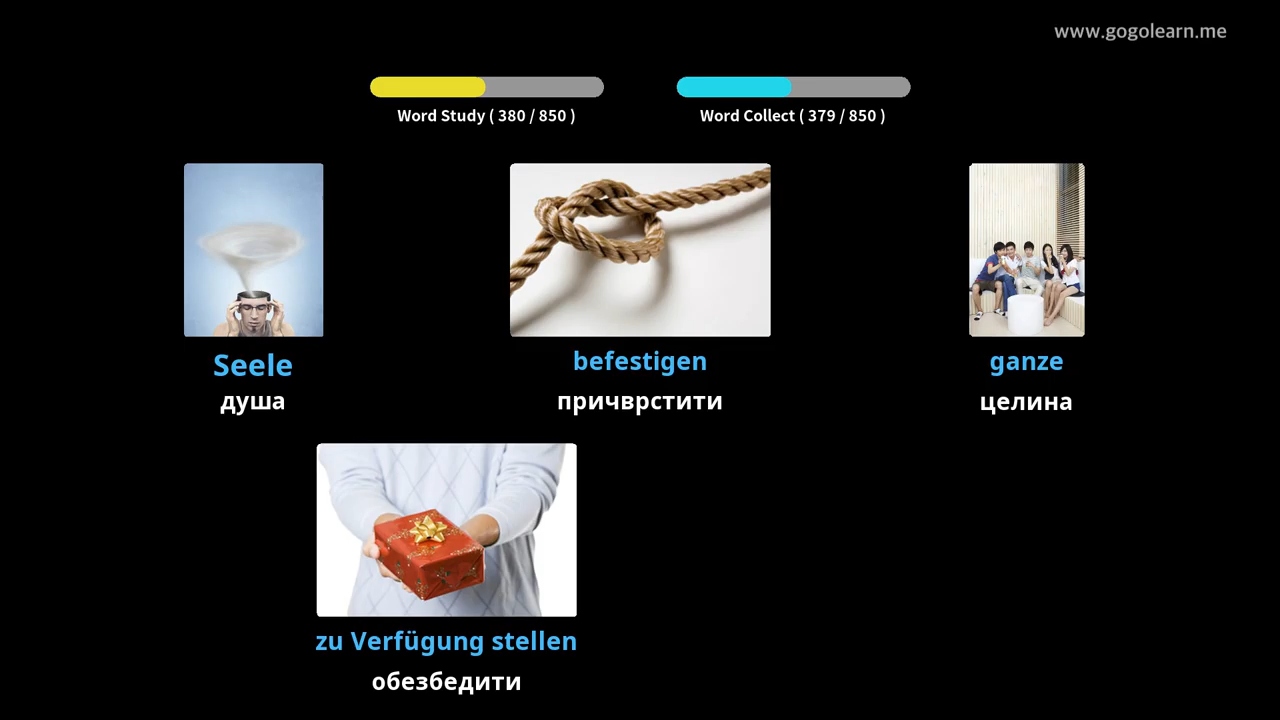 www.gogolearn.me
Word Study ( 380 / 850 )
Word Collect ( 379 / 850 )
Seele
душа
befestigen
причврстити
ganze
целина
zu Verfügung stellen
обезбедити